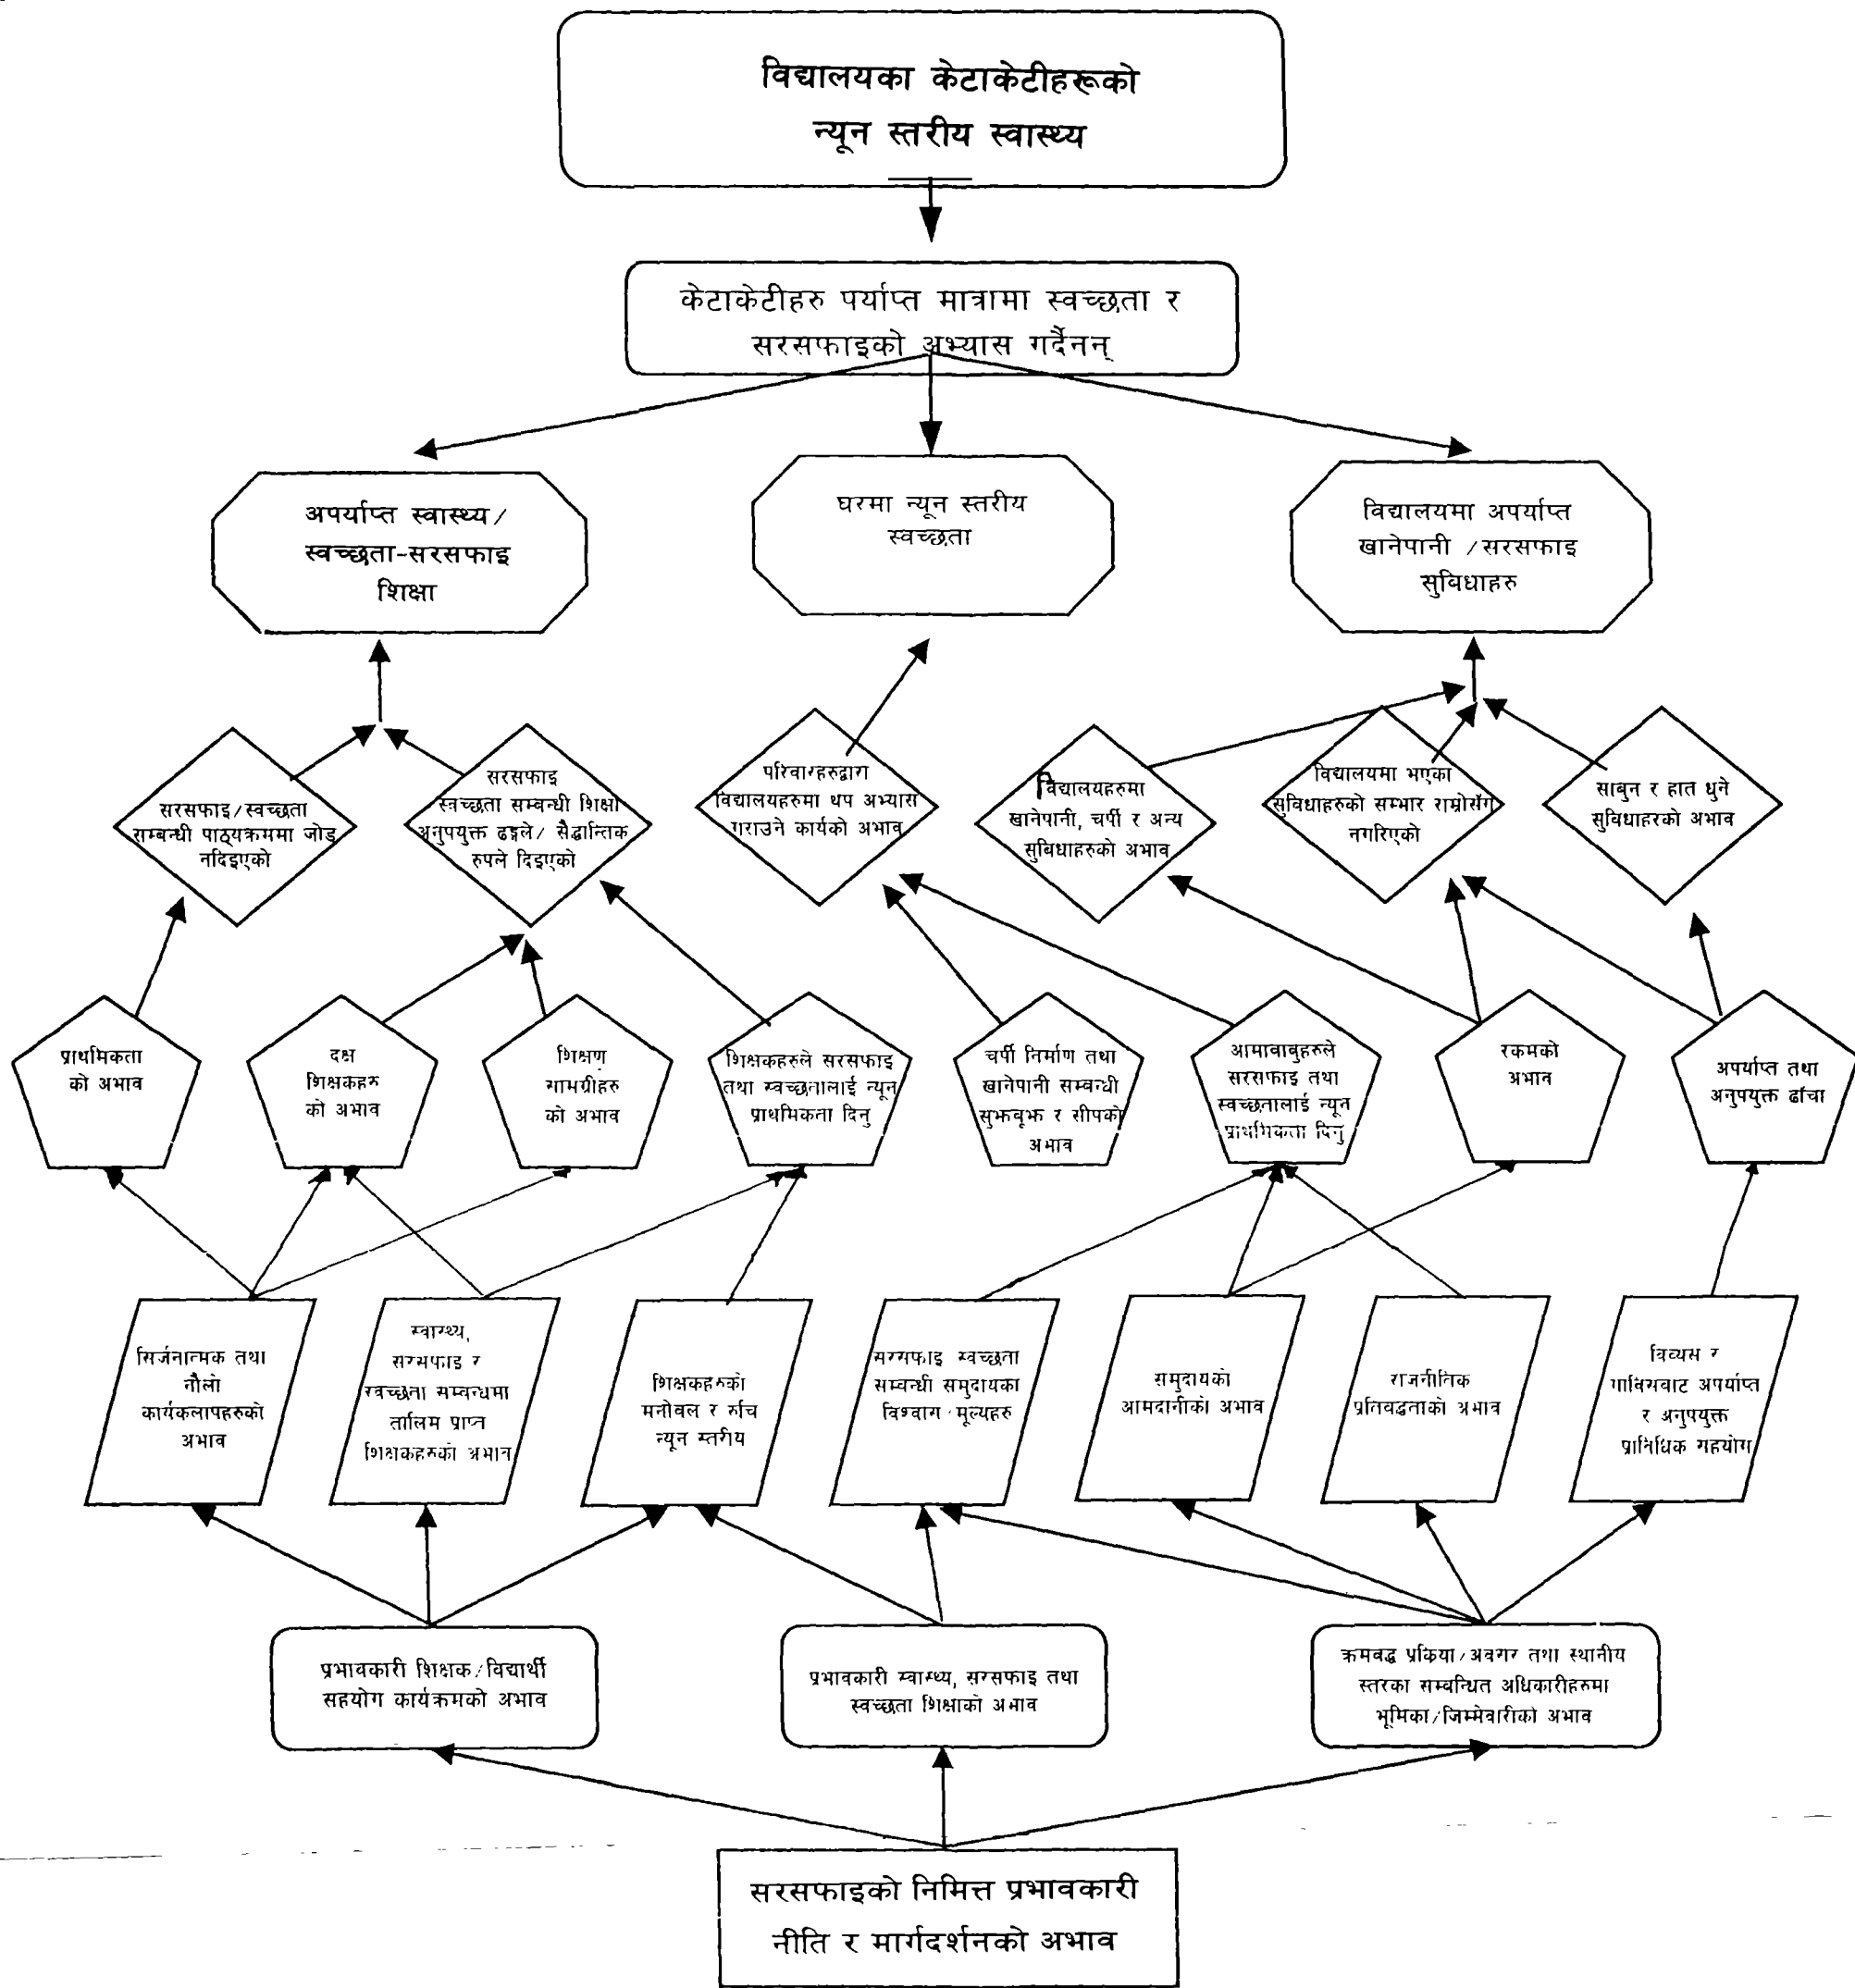 विद्यालयका केटाकेटीहरूको
न्यून स्तरीय स्वास्थ्य
केटाकेटीहरु पर्याप्त मात्रामा स्वच्छता र
सरसफाइको अभ्यास गर्दैनन्
अपर्याप्त स्वास्थ्य/
स्वच्छता-सरसफाइ
शिक्षा
घरमा न्यून स्तरीय
स्वच्छता
विद्यालयमा अपर्याप्त
खानेपानी /सरसफाइ
सुविधाहरु
सरसफाइ/स्वच्छता
सम्बन्धी पाठ्यक्रममा जोड
नदिइएको
सरसफाइ
स्वच्छता सम्बन्धी शिक्षा
अनुपयुक्त ढङ्गले/ सैद्धान्तिक
रुपले दिइएको
परिवारहरुद्वारा
विद्यालयहरुमा थप अभ्यास
गराउने कार्यको अभाव
विद्यालयहरुमा
खानेपानी, चर्पी र अन्य
सुविधाहरुको अभाव
विद्यालयमा भएका
सुविधाहरुको सम्भार राम्रोसँग
नगरिएको
साबुन र हात धुने
सुविधाहरको अभाव
प्राथमिकता
को अभाव
दक्ष
शिक्षकहरु
को अभाव
शिक्षण
सामग्रीहरु
को अभाव
शिक्षकहरुले सरसफाइ
तथा स्वच्छतालाई न्यून
प्राथमिकता दिनु
चर्पी निर्माण तथा
खानेपानी सम्बन्धी
सुझबूझ र सीपको
अभाव
आमाबाबुहरुले
सरसफाइ तथा
स्वच्छतालाई न्यून
प्राथमिकता दिनु
रकमको
अभाव
अपर्याप्त तथा
अनुपयुक्त ढाँचा
सिर्जनात्मक तथा
नौलो
कार्यकलापहरुको
अभाव
स्वास्थ्य,
सरसफाइ र
स्वच्छता सम्बन्धमा
तालिम प्राप्त
शिक्षकहरुको अभाव
शिक्षकहरुको
मनोवल र रुचि
न्यून स्तरीय
सरसफाइ स्वच्छता
सम्बन्धी समुदायका
विश्वास/मूल्यहरु
समुदायको
आमदानीको अभाव
राजनीतिक
प्रतिवद्धताको अभाव
विव्यस र
गाविसबाट अपर्याप्त
र अनुपयुक्त
प्राविधिक सहयोग
प्रभावकारी शिक्षक/विद्यार्थी
सहयोग कार्यक्रमको अभाव
प्रभावकारी स्वास्थ्य, सरसफाइ तथा
स्वच्छता शिक्षाको अभाव
क्रमवद्ध प्रक्रिया/अवसर तथा स्थानीय
स्तरका सम्बन्धित अधिकारीहरुमा
भूमिका/जिम्मेवारीको अभाव
सरसफाइको निमित्त प्रभावकारी
नीति र मार्गदर्शनको अभाव